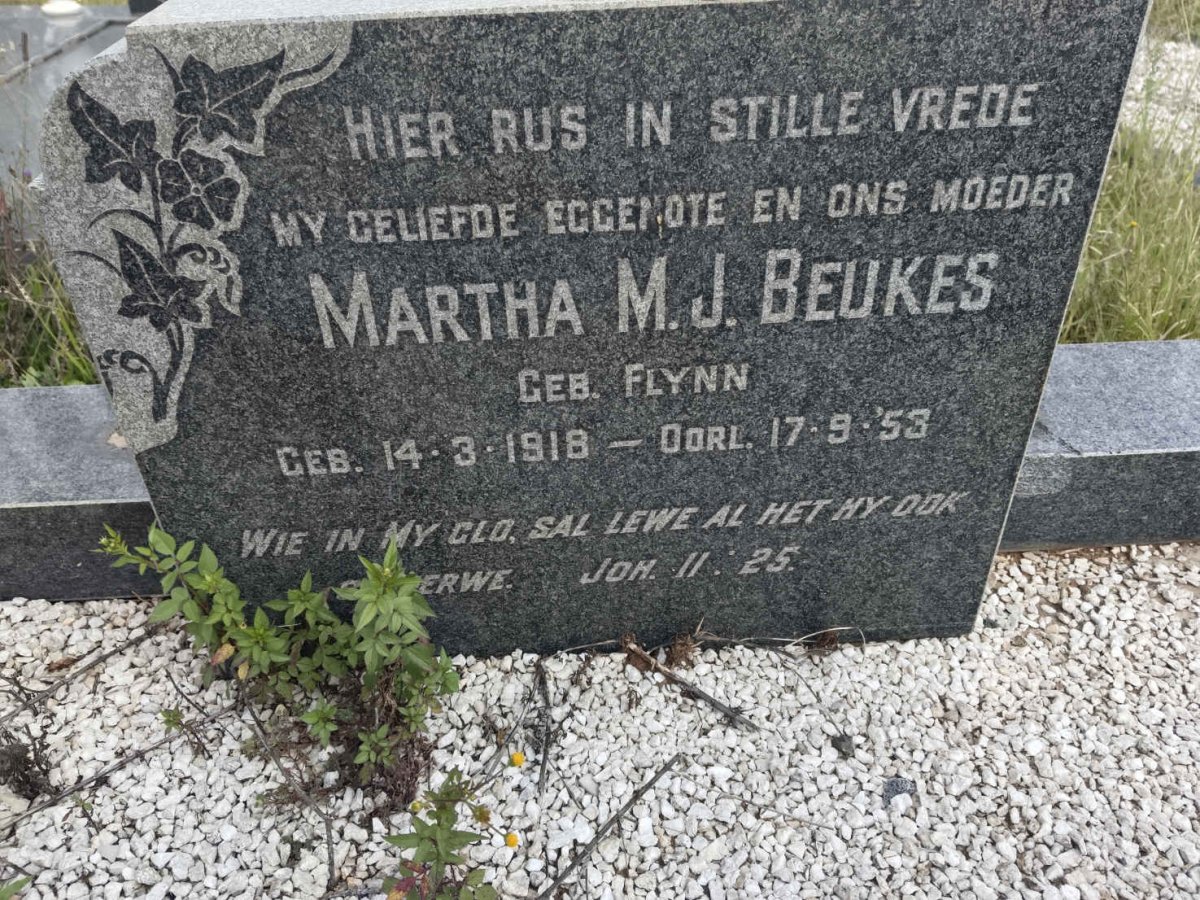 HIER RUS IN STILLE VREDE
MY GELIEFDE EGGENOTE EN ONS MOEDER
MARTHA M.J. BEUKES
GEB. FLYNN
GEB. 14·3·1918 — OORL. 17·9·'53
WIE IN MY GLO, SAL LEWE AL HET HY OOK
JOH. 11:25.